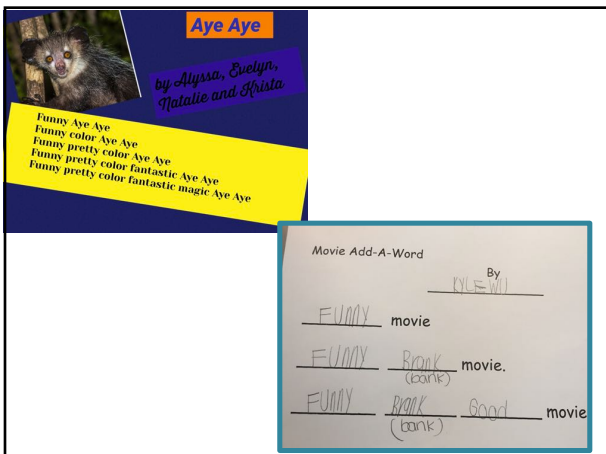 Aye Aye
by Alyssa, Evelyn,
Natalie and Krista
Funny Aye Aye
Funny color Aye Aye
Funny pretty color Aye Aye
Funny pretty color fantastic Aye Aye
Funny pretty color fantastic magic Aye Aye
Movie Add-A-Word
By
KYLE
FUNNY movie
FUNNY Brank movie.
(bank)
FUNNY Brank Good movie
(bank)